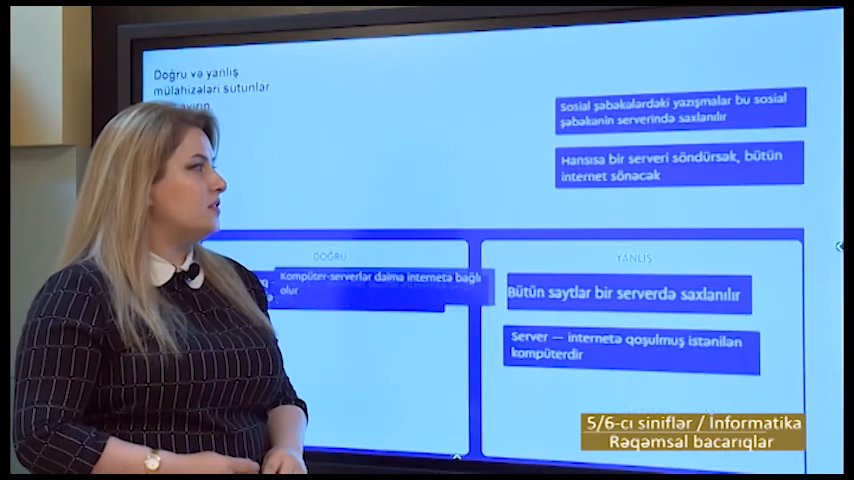 Doğru və yanlış
mülahizələri sutunlar
Sosial şəbəkələrdəki yazışmalar bu sosial
şəbəkənin serverində saxlanılır
Hansısa bir serveri söndürsək, bütün
internet sönəcək
DOĞRU
Kompüter-serverlər daima internetə bağlı
olur
YANLIŞ
Bütün saytlar bir serverdə saxlanılır
Server — internetə qoşulmuş istənilən
kompüterdir
5/6-cı siniflər / İnformatika
Rəqəmsal bacarıqlar